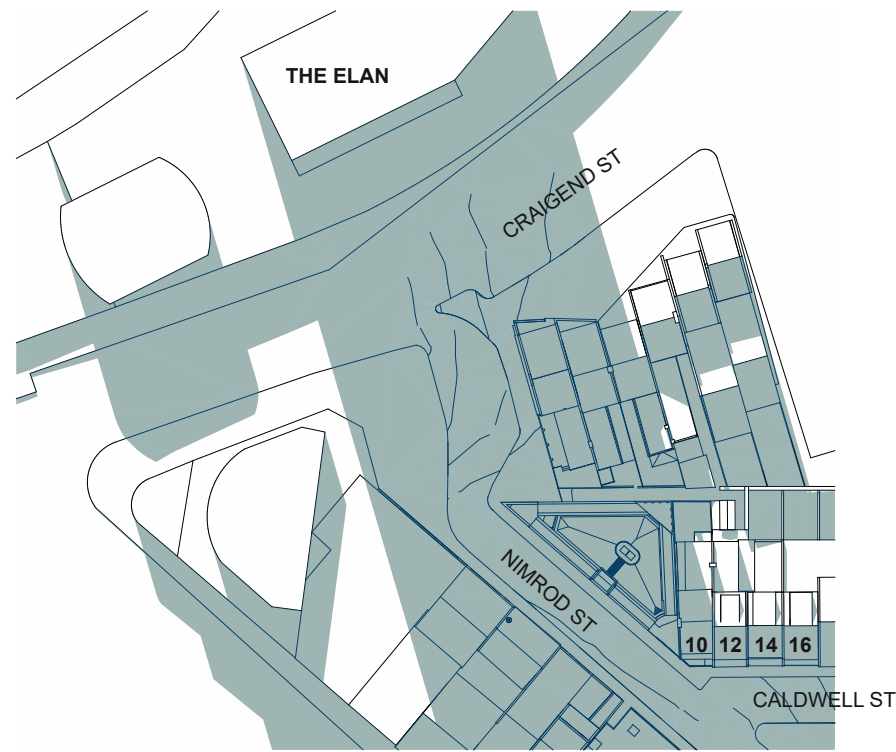 THE ELAN
CRAIGEND ST
NIMROD ST
10 12 14 16
CALDWELL ST